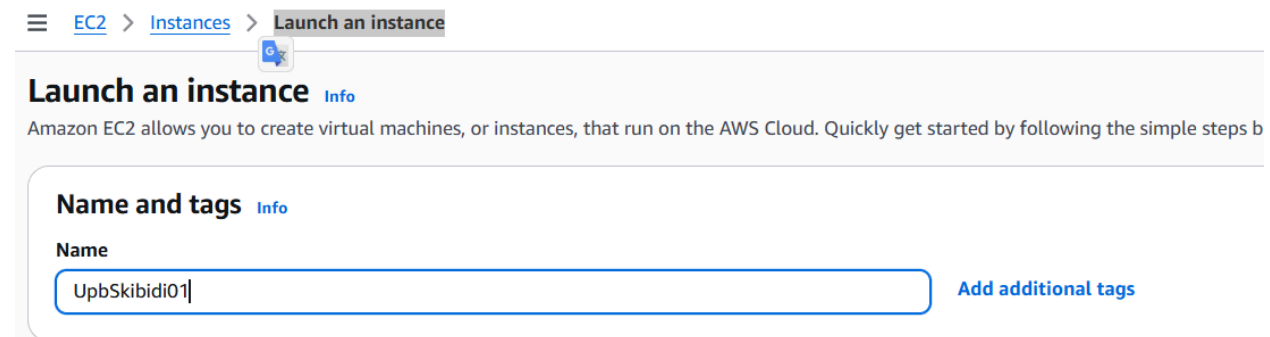 EC2 > Instances > Launch an instance
Launch an instance Info
Amazon EC2 allows you to create virtual machines, or instances, that run on the AWS Cloud. Quickly get started by following the simple steps b
Name and tags Info
Name
UpbSkibidi01
Add additional tags